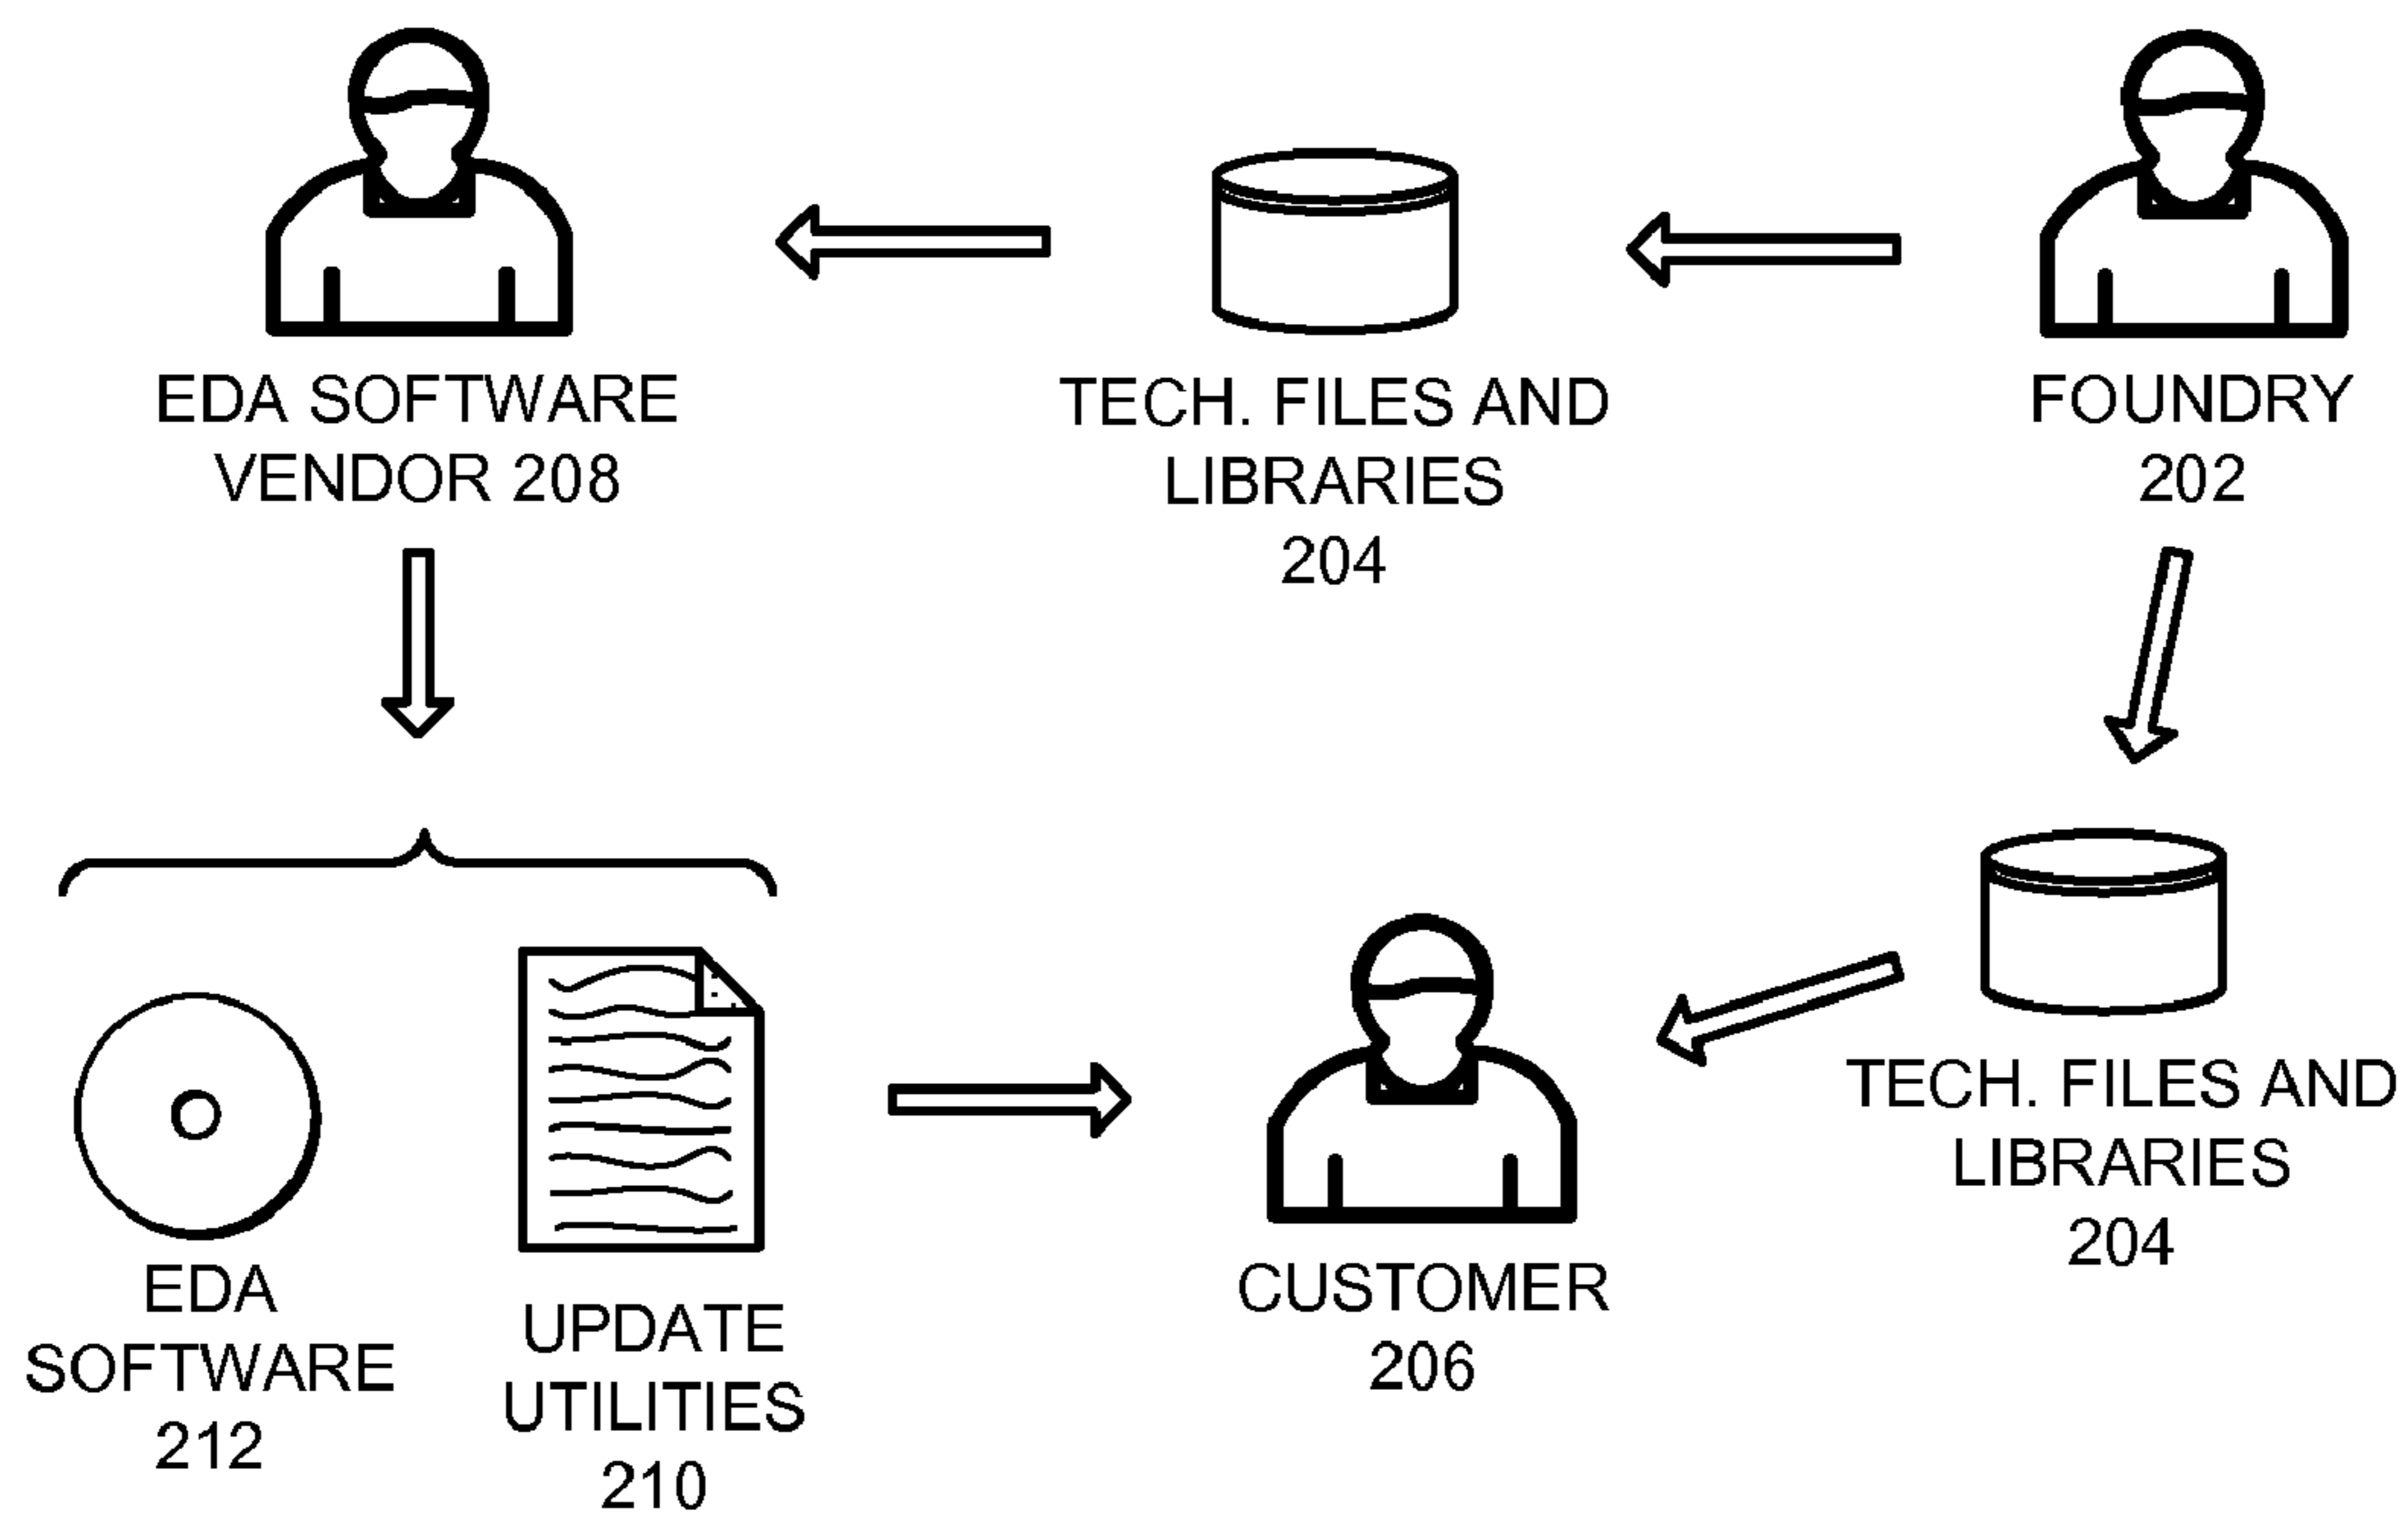 EDA SOFTWARE
VENDOR 208
TECH. FILES AND
LIBRARIES
204
FOUNDRY
202
EDA
SOFTWARE
212
UPDATE
UTILITIES
210
CUSTOMER
206
TECH. FILES AND
LIBRARIES
204